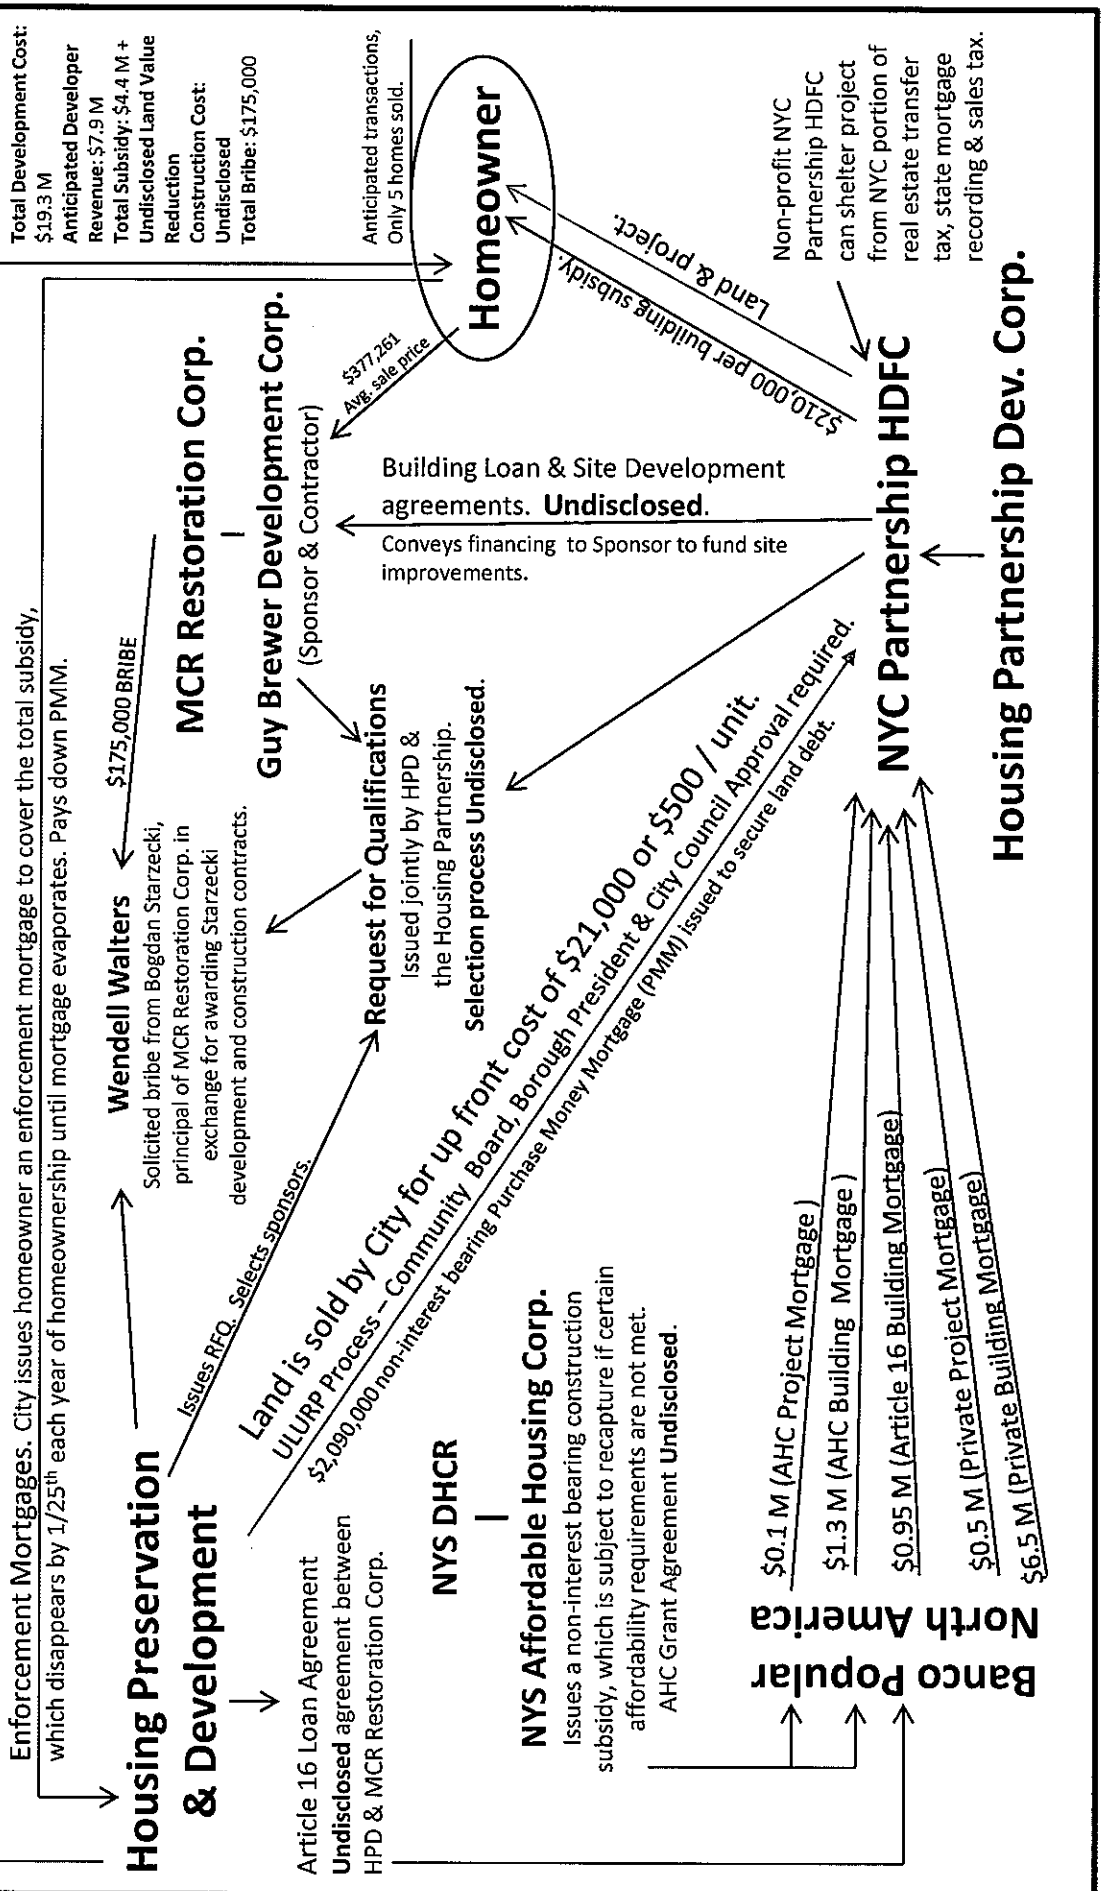 Enforcement Mortgages. City issues homeowner an enforcement mortgage to cover the total subsidy,
which disappears by 1/25th each year of homeownership until mortgage evaporates. Pays down PMM.
Total Development Cost:
$19.3 M
Anticipated Developer
Revenue: $7.9 M
Total Subsidy: $4.4 M +
Undisclosed Land Value
Reduction
Construction Cost:
Undisclosed
Total Bribe: $175,000
Housing Preservation
& Development
Wendell Walters
Solicited bribe from Bogdan Starzecki,
principal of MCR Restoration Corp. in
exchange for awarding Starzecki
development and construction contracts.
$175,000 BRIBE
MCR Restoration Corp.
Guy Brewer Development Corp.
(Sponsor & Contractor)
$377,261
Avg. sale price
Anticipated transactions,
Only 5 homes sold.
Homeowner
Issues RFQ. Selects sponsors.
Request for Qualifications
Issued jointly by HPD &
the Housing Partnership.
Selection process Undisclosed.
Building Loan & Site Development
agreements. Undisclosed.
Conveys financing to Sponsor to fund site
improvements.
$210,000 per building subsidy.
Land & project.
Article 16 Loan Agreement
Undisclosed agreement between
HPD & MCR Restoration Corp.
Land is sold by City for up front cost of $21,000 or $500 / unit.
ULURP Process – Community Board, Borough President & City Council Approval required.
$2,090,000 non-interest bearing Purchase Money Mortgage (PMM) issued to secure land debt.
NYS DHCR
NYS Affordable Housing Corp.
Issues a non-interest bearing construction
subsidy, which is subject to recapture if certain
affordability requirements are not met.
AHC Grant Agreement Undisclosed.
Non-profit NYC
Partnership HDFC
can shelter project
from NYC portion of
real estate transfer
tax, state mortgage
recording & sales tax.
NYC Partnership HDFC
Housing Partnership Dev. Corp.
Banco Popular
North America
$0.1 M (AHC Project Mortgage )
$1.3 M (AHC Building Mortgage )
$0.95 M (Article 16 Building Mortgage)
$0.5 M (Private Project Mortgage)
$6.5 M (Private Building Mortgage)